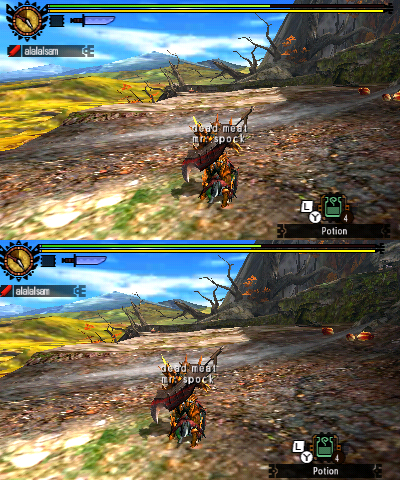 alalalsam
dead meat
mr. spock
L
Y
4
Potion
alalalsam
dead meat
mr. spock
L
Y
4
Potion